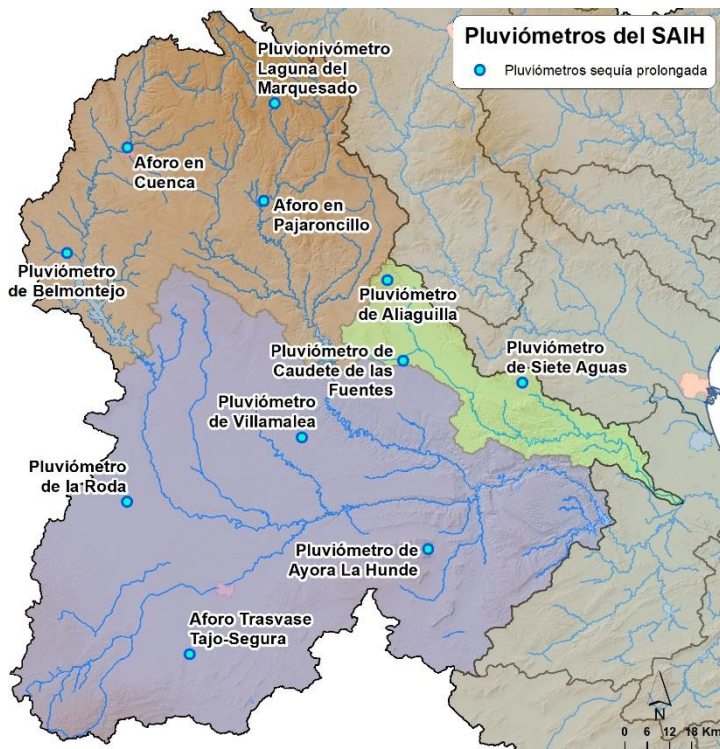 Pluviómetros del SAIH
Pluviómetros sequía prolongada
Pluvionivómetro
Laguna del
Marquesado
Aforo en
Cuenca
Aforo en
Pajaroncillo
Pluviómetro
de Belmontejo
Pluviómetro
de Aliaguilla
Pluviómetro de
Caudete de las
Fuentes
Pluviómetro
de Siete Aguas
Pluviómetro
de Villamalea
Pluviómetro
de la Roda
Pluviómetro de
Ayora La Hunde
Aforo Trasvase
Tajo-Segura
N
0 6 12 18 Km